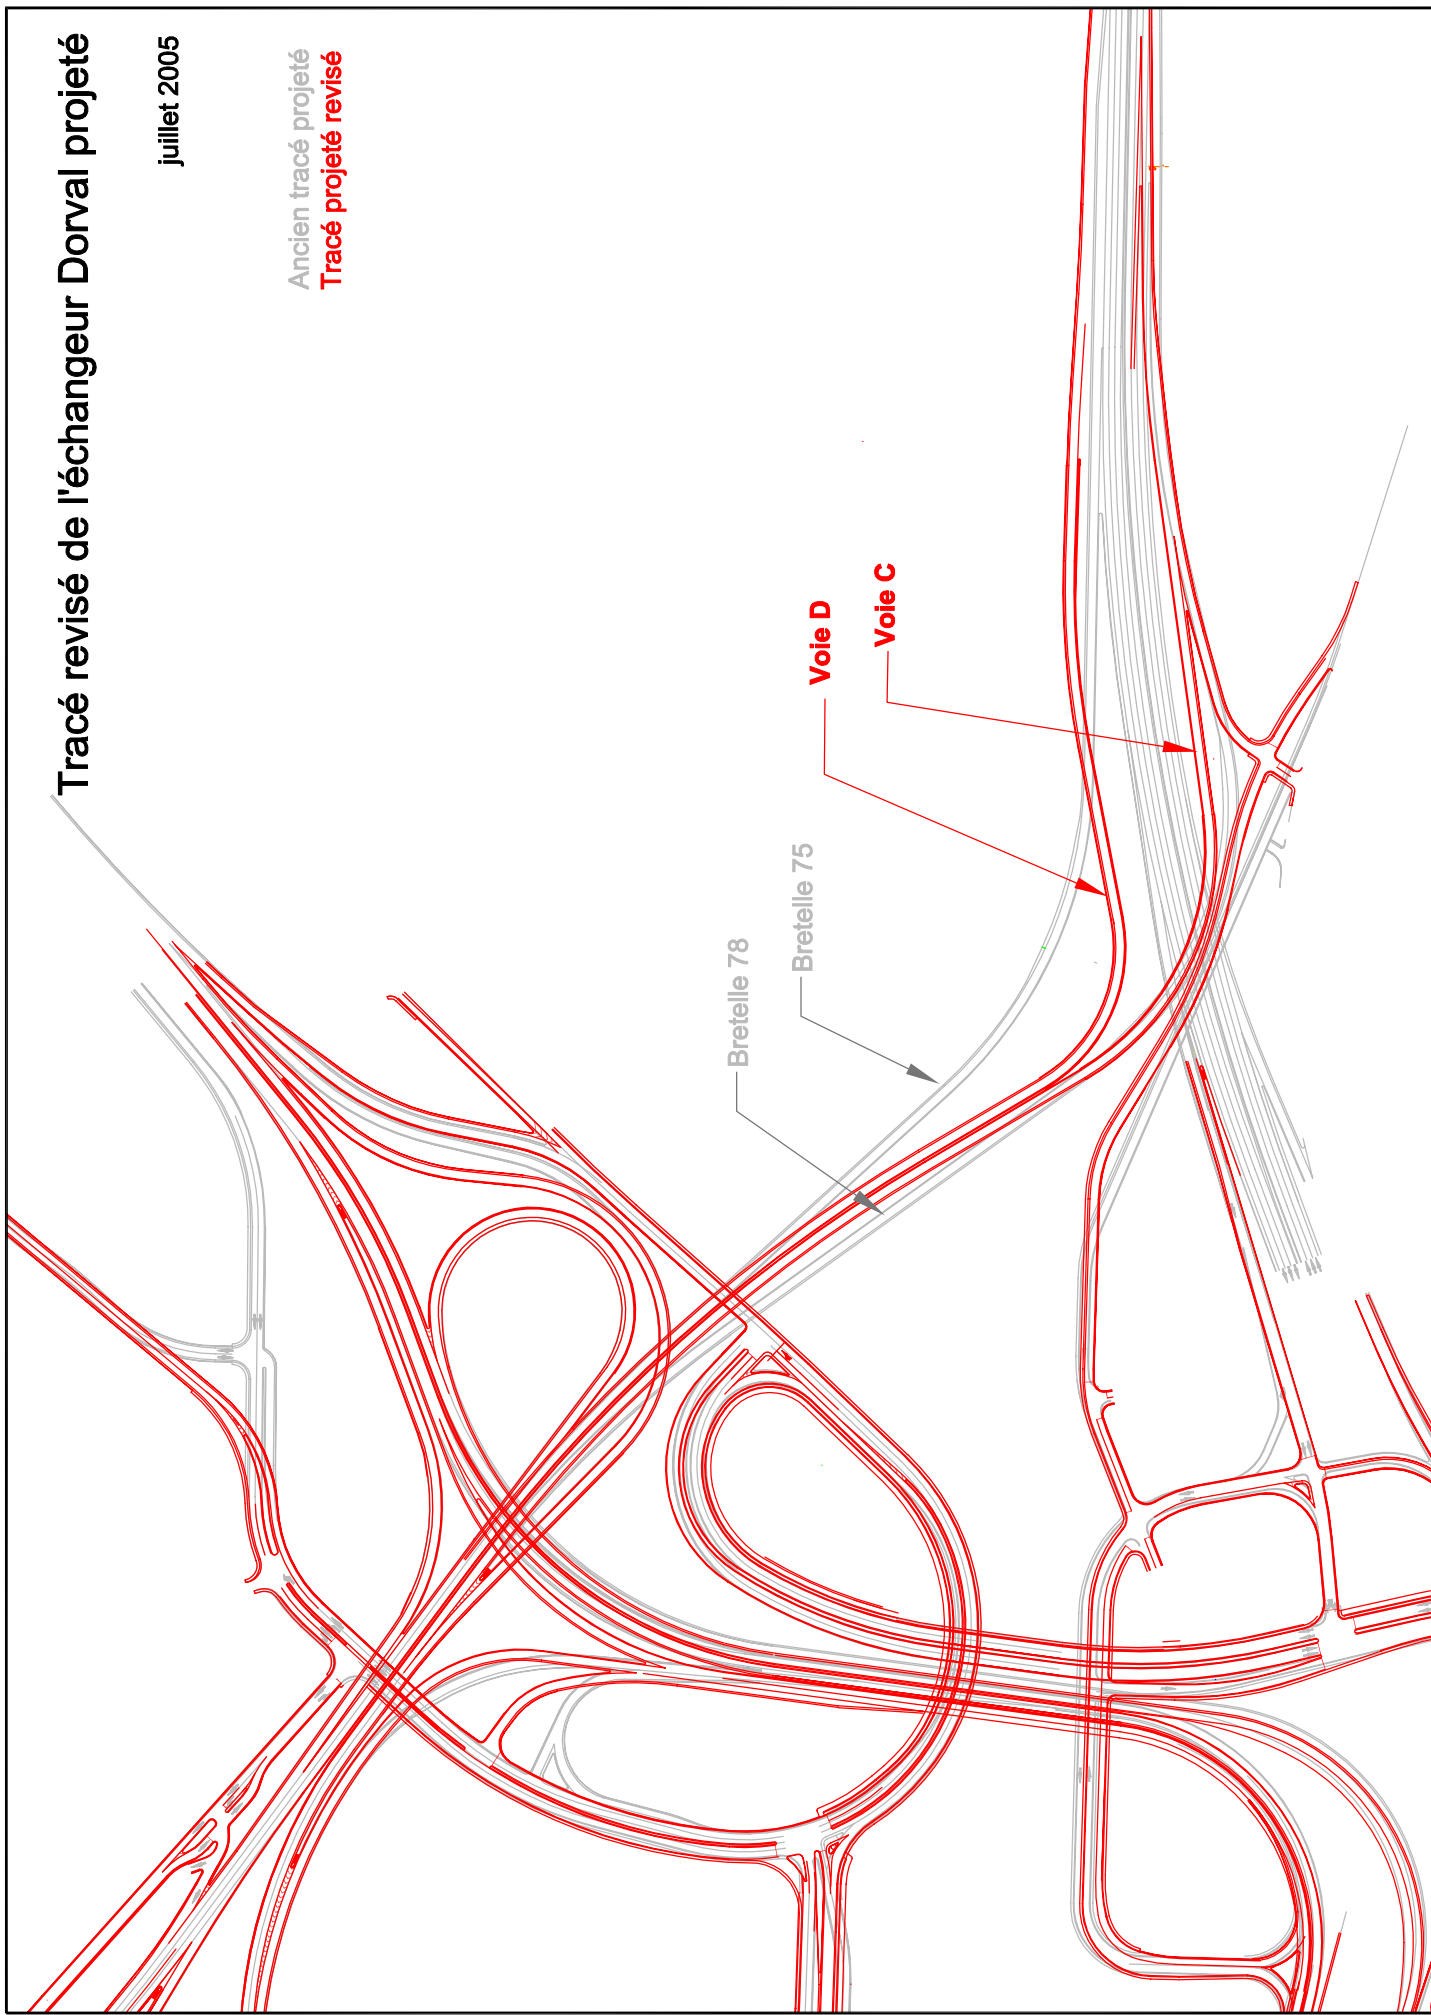 Tracé revisé de l'échangeur Dorval projeté
juillet 2005
Ancien tracé projeté
Tracé projeté revisé
Bretelle 78
Bretelle 75
Voie D
Voie C